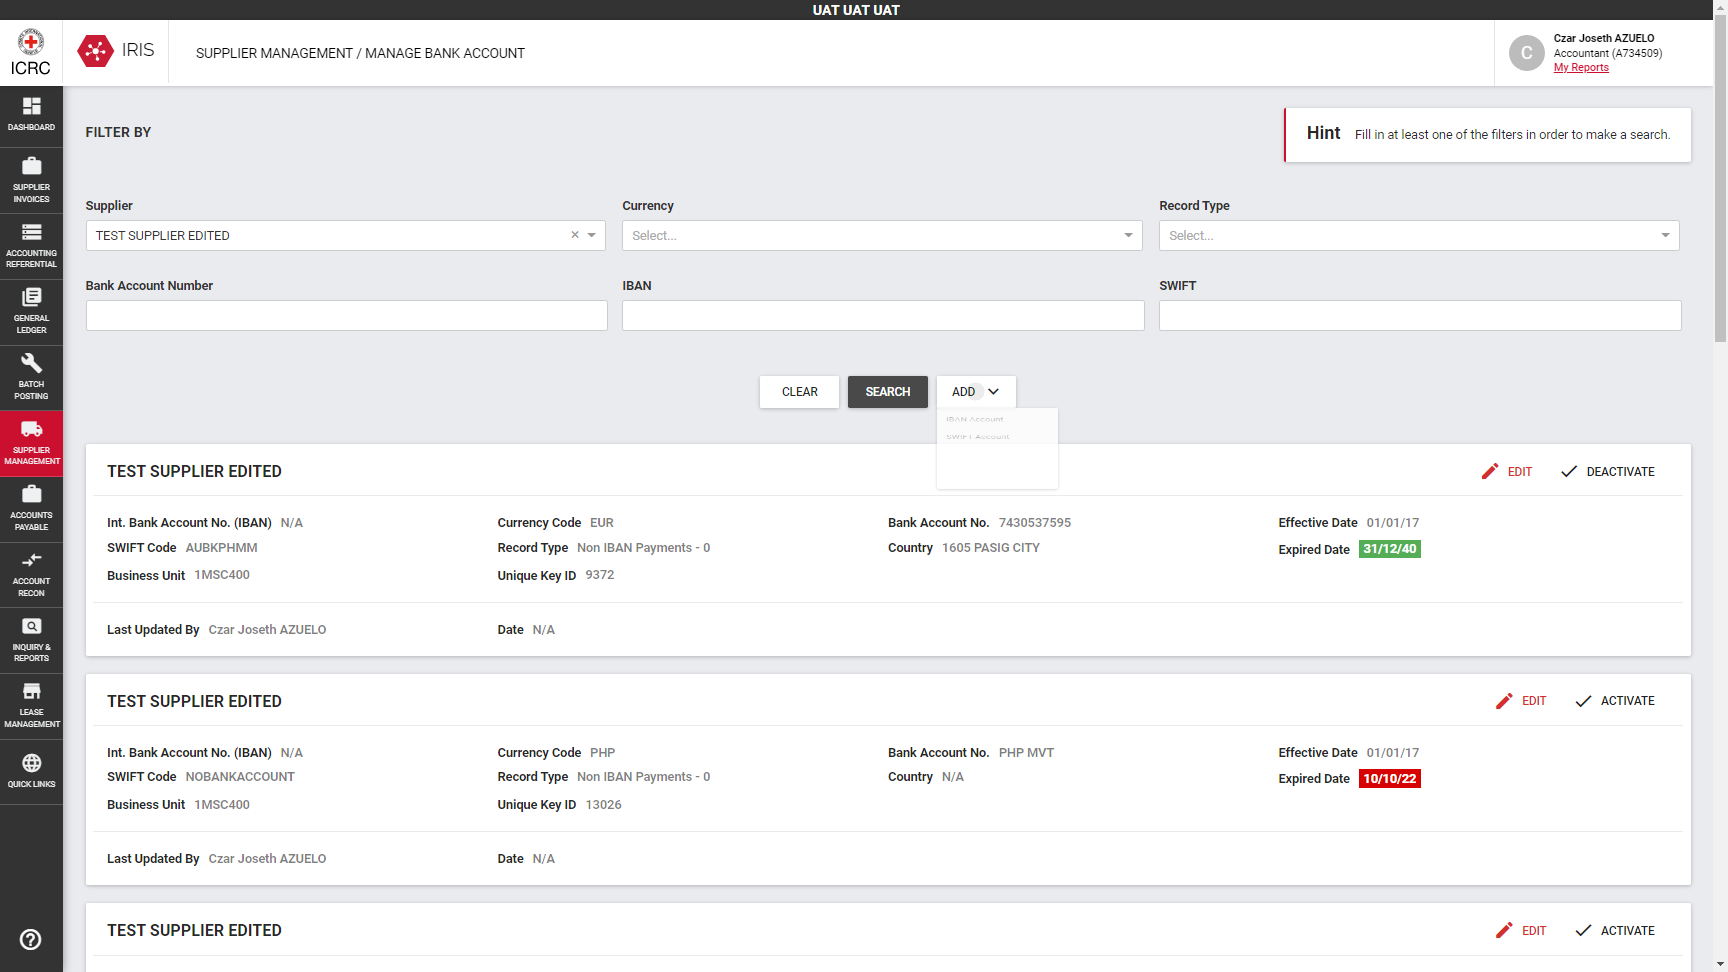 UAT UAT UAT
ICRC
IRIS
SUPPLIER MANAGEMENT / MANAGE BANK ACCOUNT
C
Czar Joseth AZUELO
Accountant (A734509)
My Reports
DASHBOARD
SUPPLIER
INVOICES
ACCOUNTING
REFERENTIAL
GENERAL
LEDGER
BATCH
POSTING
SUPPLIER
MANAGEMENT
ACCOUNTS
PAYABLE
ACCOUNT
RECON
INQUIRY &
REPORTS
LEASE
MANAGEMENT
QUICK LINKS
FILTER BY
Hint Fill in at least one of the filters in order to make a search.
Supplier Currency Record Type
TEST SUPPLIER EDITED Select... Select...
Bank Account Number IBAN SWIFT
CLEAR SEARCH ADD
IBAN Account
SWIFT Account
TEST SUPPLIER EDITED EDIT DEACTIVATE
Int. Bank Account No. (IBAN) N/A Currency Code EUR Bank Account No. 7430537595 Effective Date 01/01/17
SWIFT Code AUBKPHMM Record Type Non IBAN Payments - 0 Country 1605 PASIG CITY Expired Date 31/12/40
Business Unit 1MSC400 Unique Key ID 9372
Last Updated By Czar Joseth AZUELO Date N/A
TEST SUPPLIER EDITED EDIT ACTIVATE
Int. Bank Account No. (IBAN) N/A Currency Code PHP Bank Account No. PHP MVT Effective Date 01/01/17
SWIFT Code NOBANKACCOUNT Record Type Non IBAN Payments - 0 Country N/A Expired Date 10/10/22
Business Unit 1MSC400 Unique Key ID 13026
Last Updated By Czar Joseth AZUELO Date N/A
TEST SUPPLIER EDITED EDIT ACTIVATE